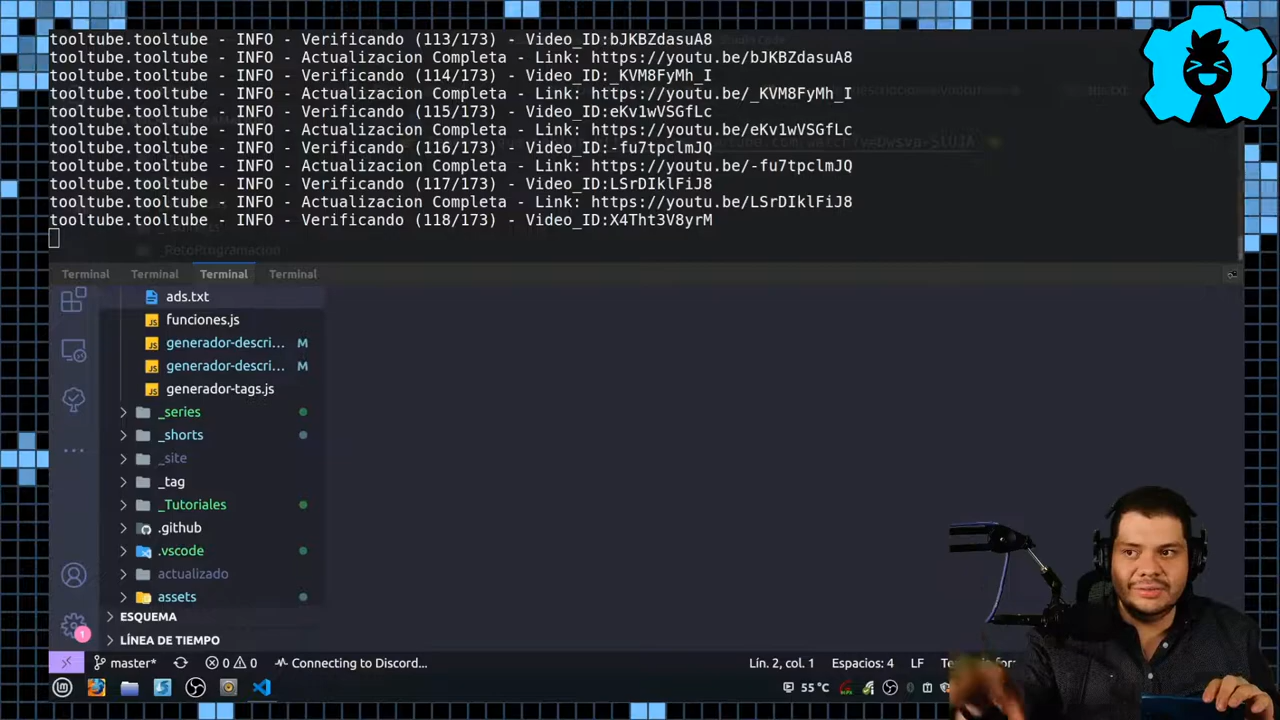 tooltube.tooltube - INFO - Verificando (113/173) - Video_ID:bJKBZdasuA8
tooltube.tooltube - INFO - Actualizacion Completa - Link: https://youtu.be/bJKBZdasuA8
tooltube.tooltube - INFO - Verificando (114/173) - Video_ID:_KVM8FyMh_I
tooltube.tooltube - INFO - Actualizacion Completa - Link: https://youtu.be/_KVM8FyMh_I
tooltube.tooltube - INFO - Verificando (115/173) - Video_ID:eKv1wVSGfLc
tooltube.tooltube - INFO - Actualizacion Completa - Link: https://youtu.be/eKv1wVSGfLc
tooltube.tooltube - INFO - Verificando (116/173) - Video_ID:-fu7tpclmJQ
tooltube.tooltube - INFO - Actualizacion Completa - Link: https://youtu.be/-fu7tpclmJQ
tooltube.tooltube - INFO - Verificando (117/173) - Video_ID:LSrDIklFiJ8
tooltube.tooltube - INFO - Actualizacion Completa - Link: https://youtu.be/LSrDIklFiJ8
tooltube.tooltube - INFO - Verificando (118/173) - Video_ID:X4Tht3V8yrM
_RetoProgramacion
Terminal Terminal Terminal Terminal
ads.txt
funciones.js
generador-descri... M
generador-descri... M
generador-tags.js
_series
_shorts
_site
_tag
_Tutoriales
.github
.vscode
actualizado
assets
ESQUEMA
1
LÍNEA DE TIEMPO
master* 0 0 Connecting to Discord... Lín. 2, col. 1 Espacios: 4 LF
55°C 0